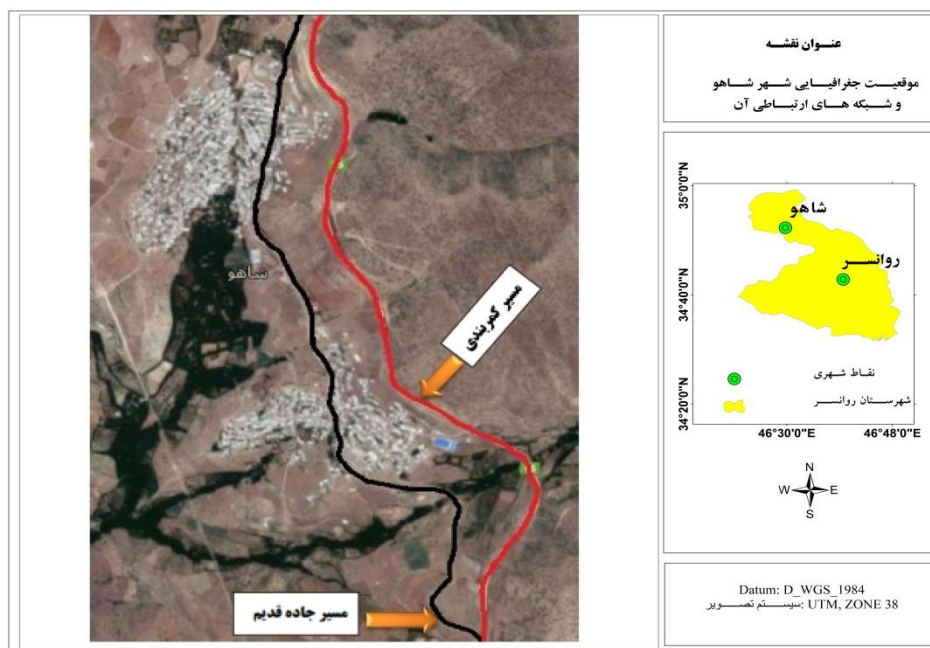 عنوان نقشه
موقعیت جغرافیایی شهر شاهو
و شبکه های ارتباطی آن
شاهو
مسیر کمربندی
مسیر جاده قدیم
35°0'0"N
34°40'0"N
34°20'0"N
شاهو
روانسر
نقاط شهری
شهرستان روانسر
46°30'0"E
46°48'0"E
N
W
E
S
Datum: D_WGS_1984
سیستم تصویر: UTM, ZONE 38